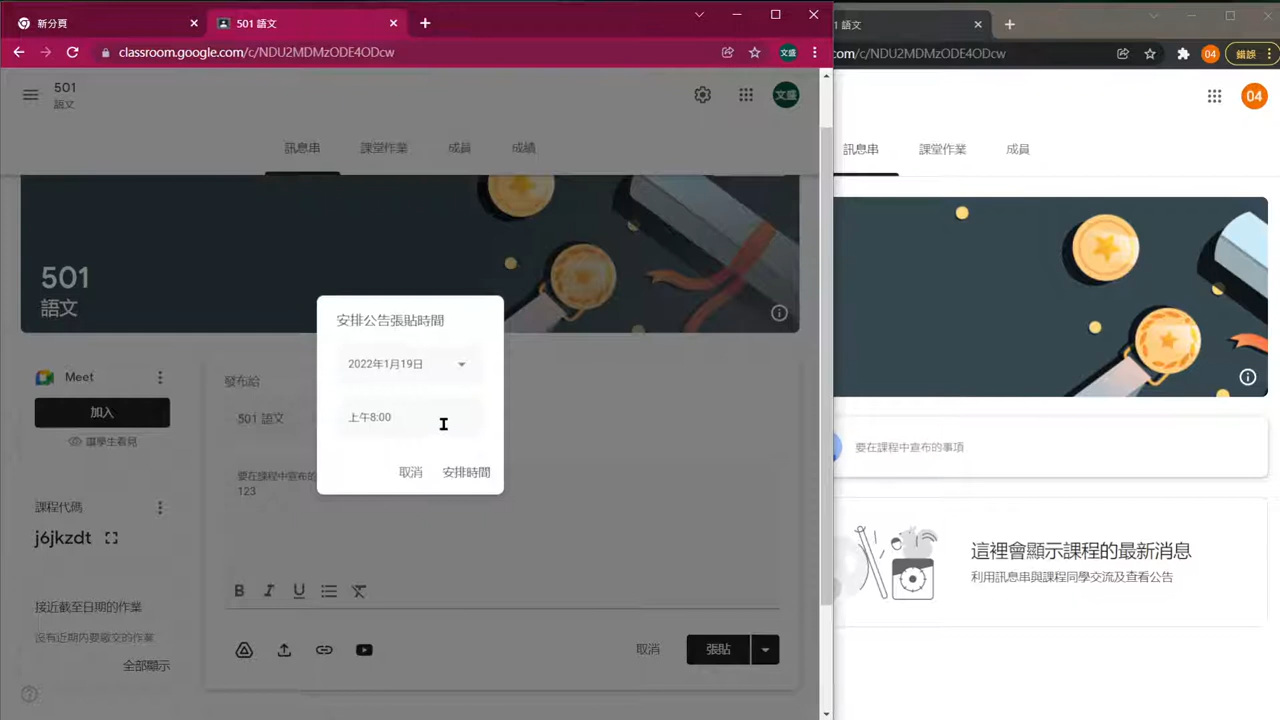 新分頁
501 語文
語文
classroom.google.com/c/NDU2MDMzODE4ODcw
文盛
om/c/NDU2MDMzODE4ODcw
04
錯誤
501
語文
文盛
04
訊息串
課堂作業
成員
成績
訊息串
課堂作業
成員
501
語文
安排公告張貼時間
2022年1月19日
上午8:00
取消
安排時間
Meet
加入
讓學生看見
發布給
501 語文
要在課程中宣布的
123
課程代碼
j6jkzdt
接近截至日期的作業
沒有近期內要繳交的作業
全部顯示
B I U
取消
張貼
要在課程中宣布的事項
這裡會顯示課程的最新消息
利用訊息串與課程同學交流及查看公告